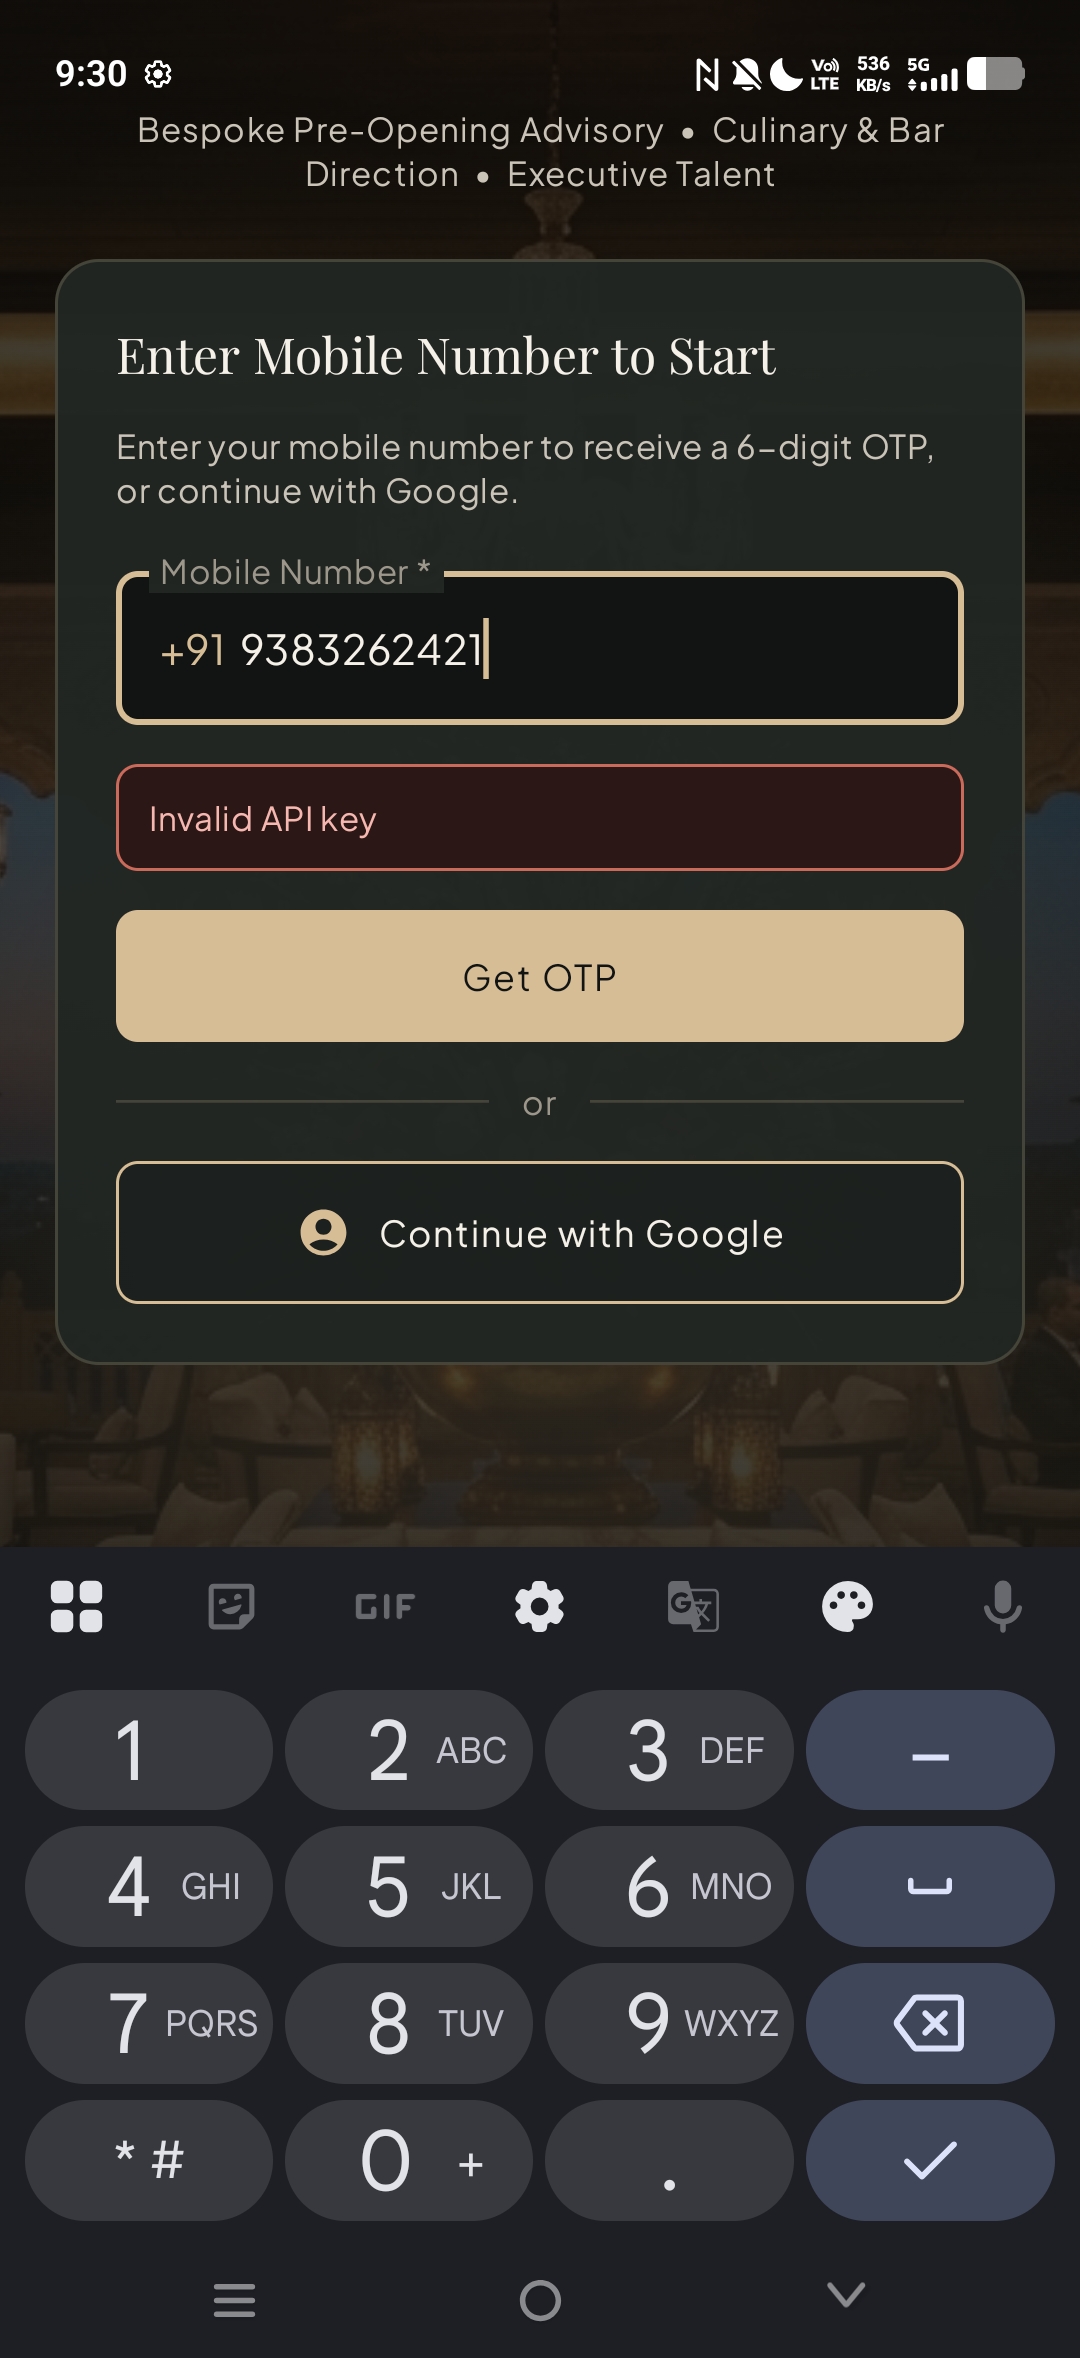 9:30
Vo)) LTE 536 KB/s 5G
Bespoke Pre-Opening Advisory • Culinary & Bar
Direction • Executive Talent
Enter Mobile Number to Start
Enter your mobile number to receive a 6-digit OTP,
or continue with Google.
Mobile Number *
+91 9383262421
Invalid API key
Get OTP
or
Continue with Google
GIF
1 2 ABC 3 DEF –
4 GHI 5 JKL 6 MNO
7 PQRS 8 TUV 9 WXYZ
* # 0 + .